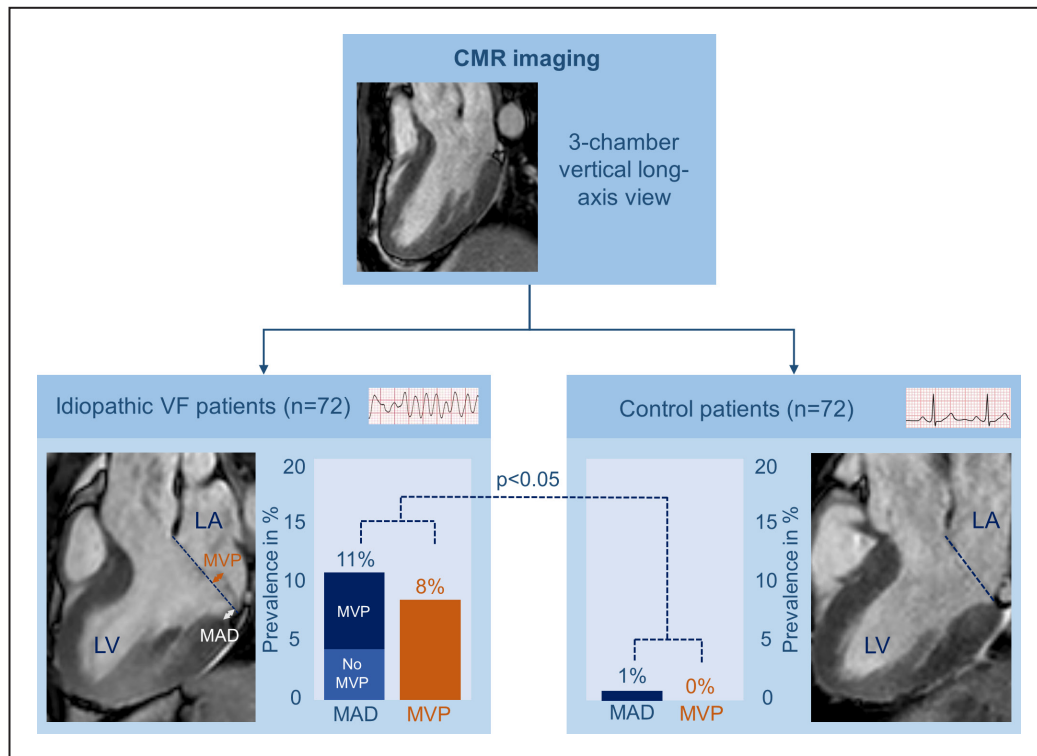 CMR imaging
3-chamber
vertical long-
axis view
Idiopathic VF patients (n=72)
LA
MVP
MAD
LV
Prevalence in %
20
15
10
5
0
11%
MVP
No
MVP
8%
MAD
MVP
p<0.05
Control patients (n=72)
1%
0%
MAD
MVP
Prevalence in %
20
15
10
5
0
LA
LV